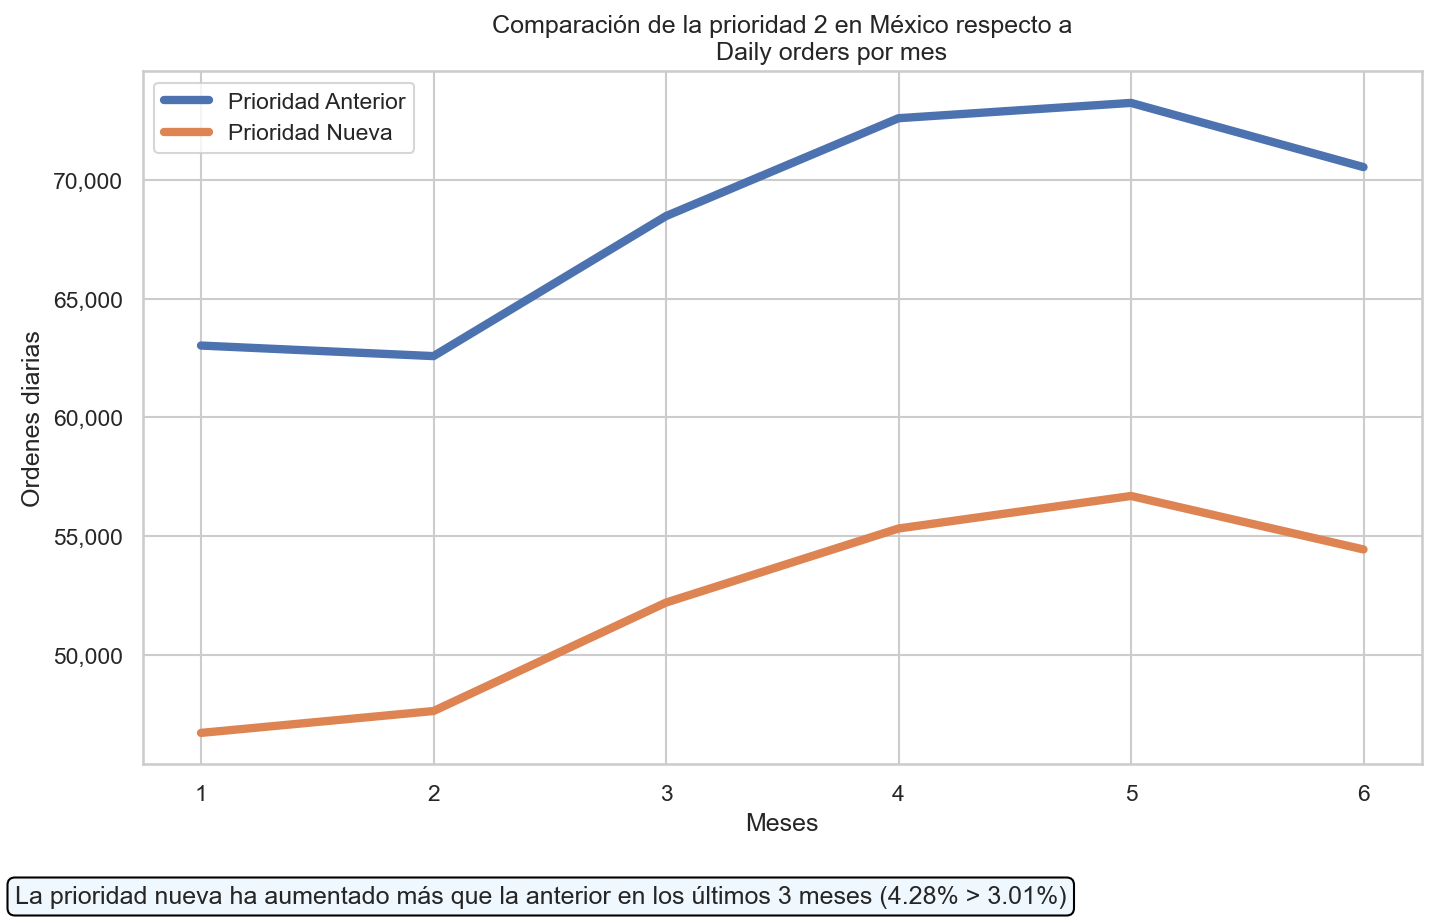 Comparación de la prioridad 2 en México respecto a
Daily orders por mes
Prioridad Anterior
Prioridad Nueva
Ordenes diarias
70,000
65,000
60,000
55,000
50,000
1 2 3 4 5 6
Meses
La prioridad nueva ha aumentado más que la anterior en los últimos 3 meses (4.28% > 3.01%)